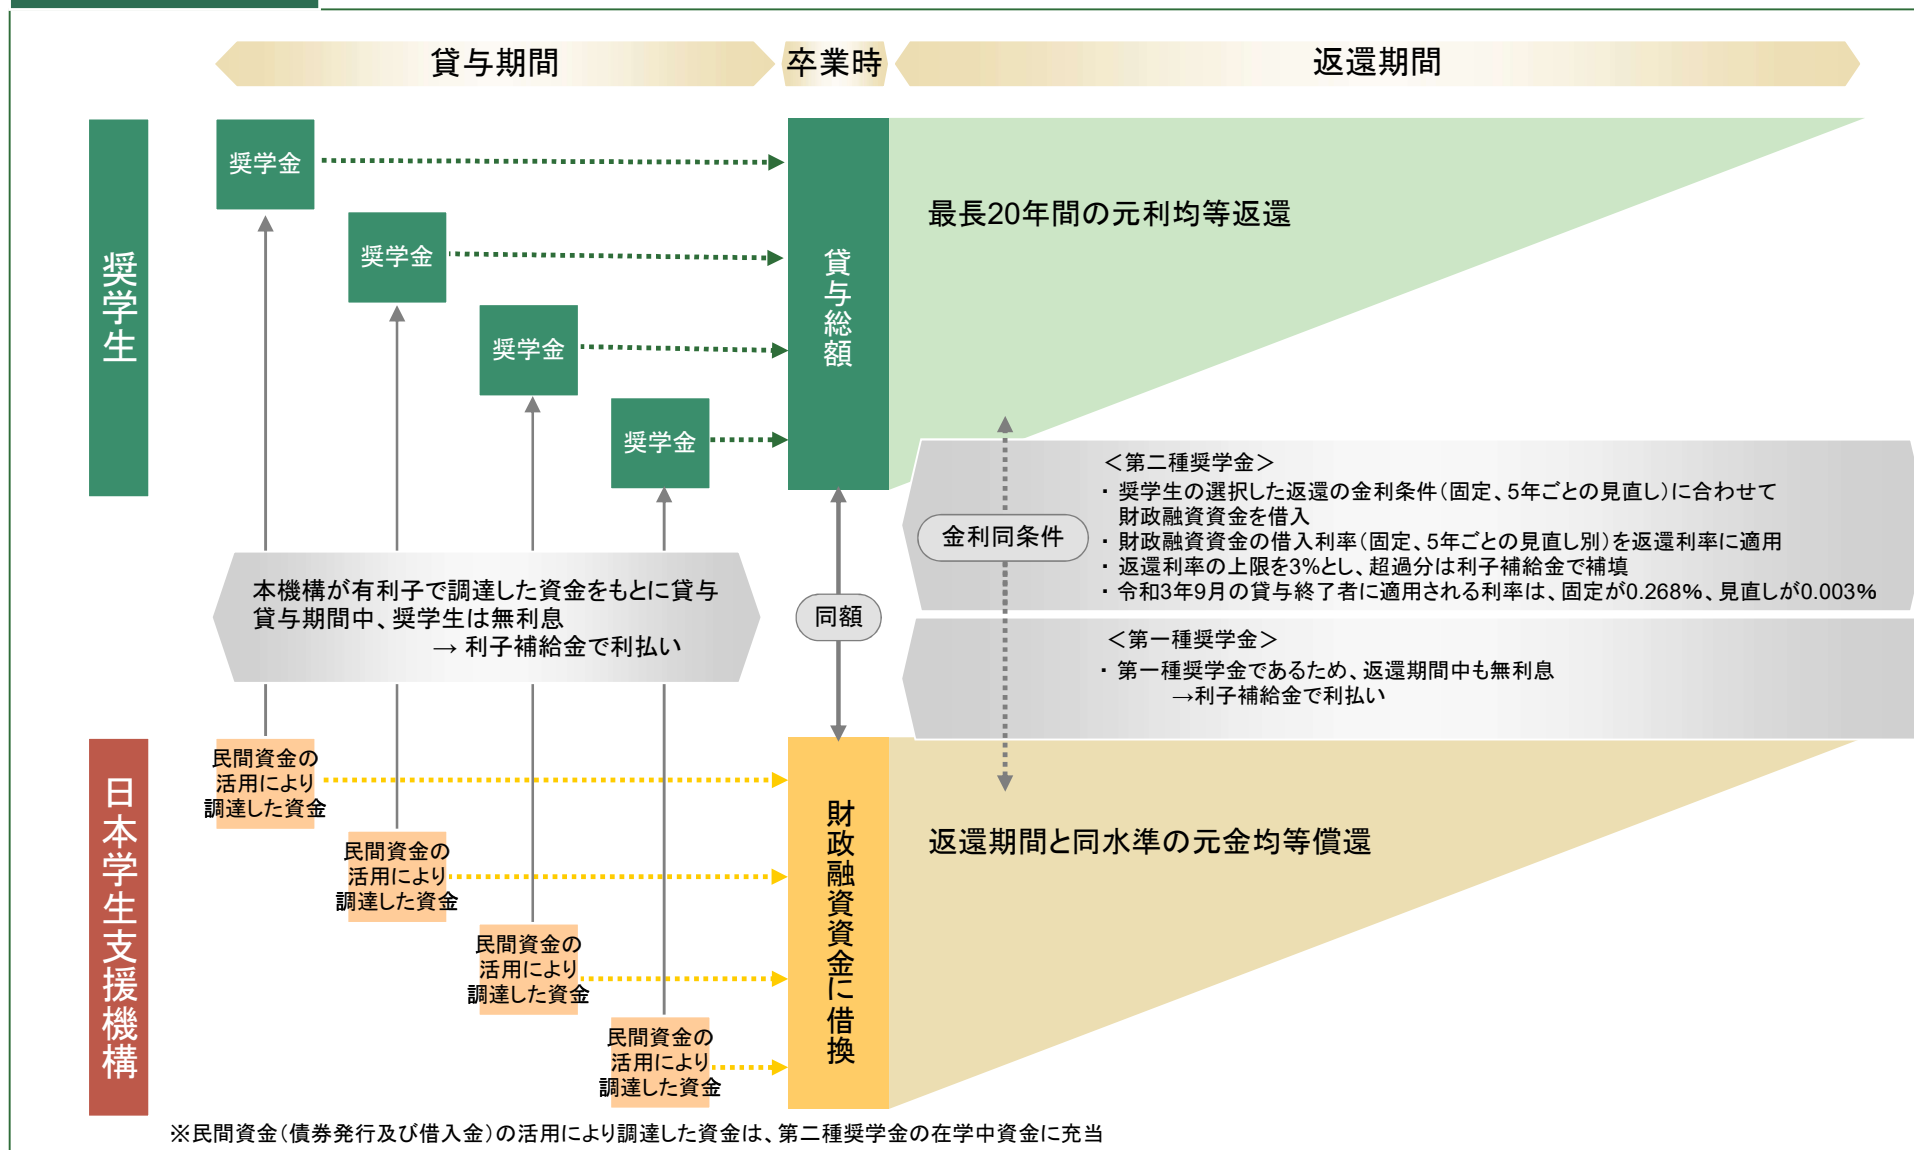 貸与期間
卒業時
返還期間
奨学生
奨学金
奨学金
奨学金
奨学金
貸与総額
最長20年間の元利均等返還
本機構が有利子で調達した資金をもとに貸与
貸与期間中、奨学生は無利息
→ 利子補給金で利払い
同額
金利同条件
＜第二種奨学金＞
・ 奨学生の選択した返還の金利条件（固定、5年ごとの見直し）に合わせて
財政融資資金を借入
・ 財政融資資金の借入利率（固定、5年ごとの見直し別）を返還利率に適用
・ 返還利率の上限を3%とし、超過分は利子補給金で補填
・ 令和3年9月の貸与終了者に適用される利率は、固定が0.268%、見直しが0.003%
＜第一種奨学金＞
・ 第一種奨学金であるため、返還期間中も無利息
→利子補給金で利払い
日本学生支援機構
民間資金の
活用により
調達した資金
民間資金の
活用により
調達した資金
民間資金の
活用により
調達した資金
民間資金の
活用により
調達した資金
財政融資資金に借換
返還期間と同水準の元金均等償還
※民間資金（債券発行及び借入金）の活用により調達した資金は、第二種奨学金の在学中資金に充当